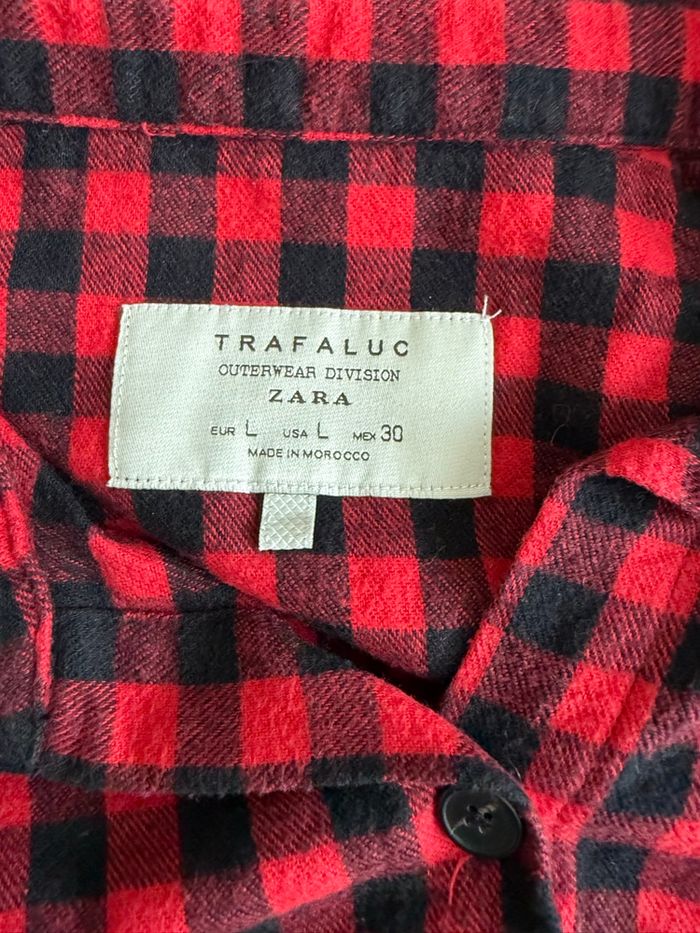 TRAFALUC
OUTERWEAR DIVISION
ZARA
EUR L USA L MEX 30
MADE IN MOROCCO